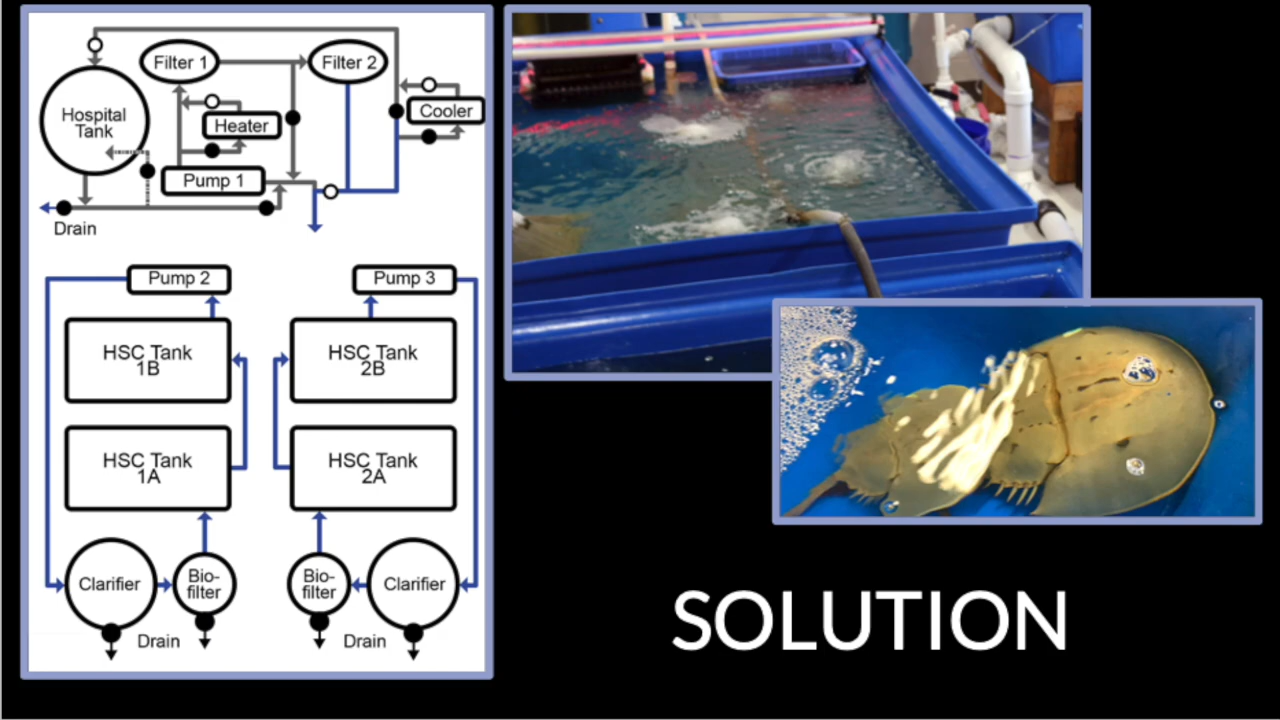 Filter 1
Filter 2
Hospital
Tank
Heater
Cooler
Pump 1
Drain
Pump 2
Pump 3
HSC Tank
1B
HSC Tank
2B
HSC Tank
1A
HSC Tank
2A
Clarifier
Bio-
filter
Bio-
filter
Clarifier
Drain
Drain
SOLUTION